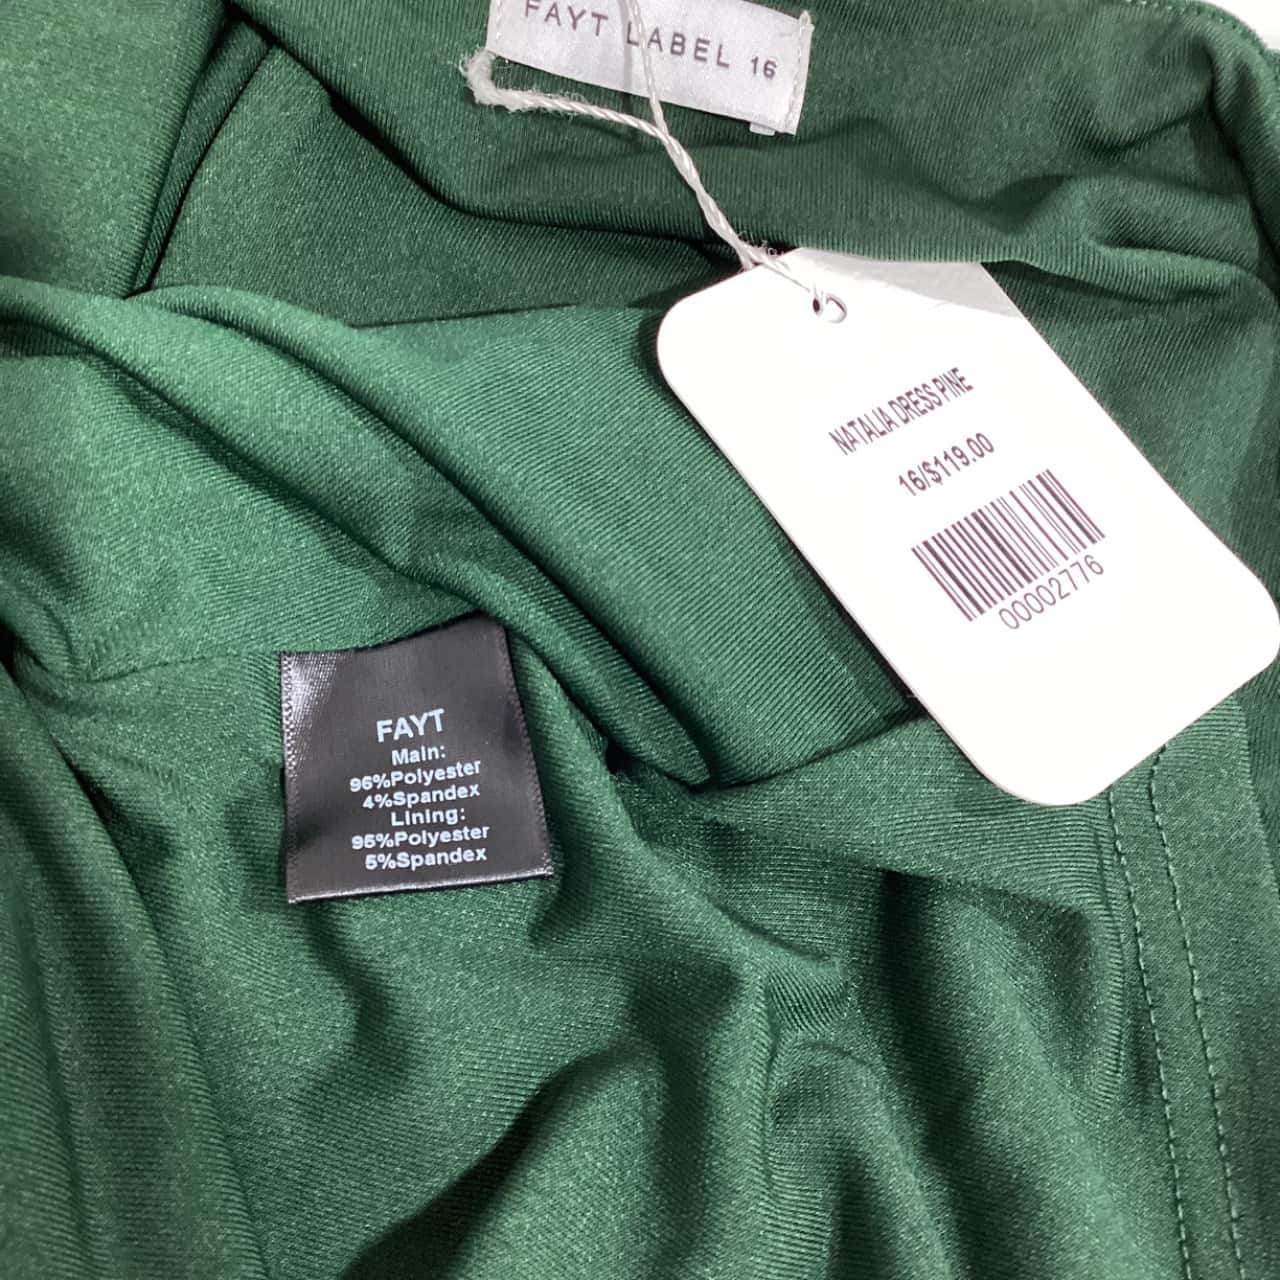 FAYT LABEL 16
NATALIA DRESS PINE
16/$119.00
00002776
FAYT
Main:
96%Polyester
4%Spandex
Lining:
95%Polyester
5%Spandex